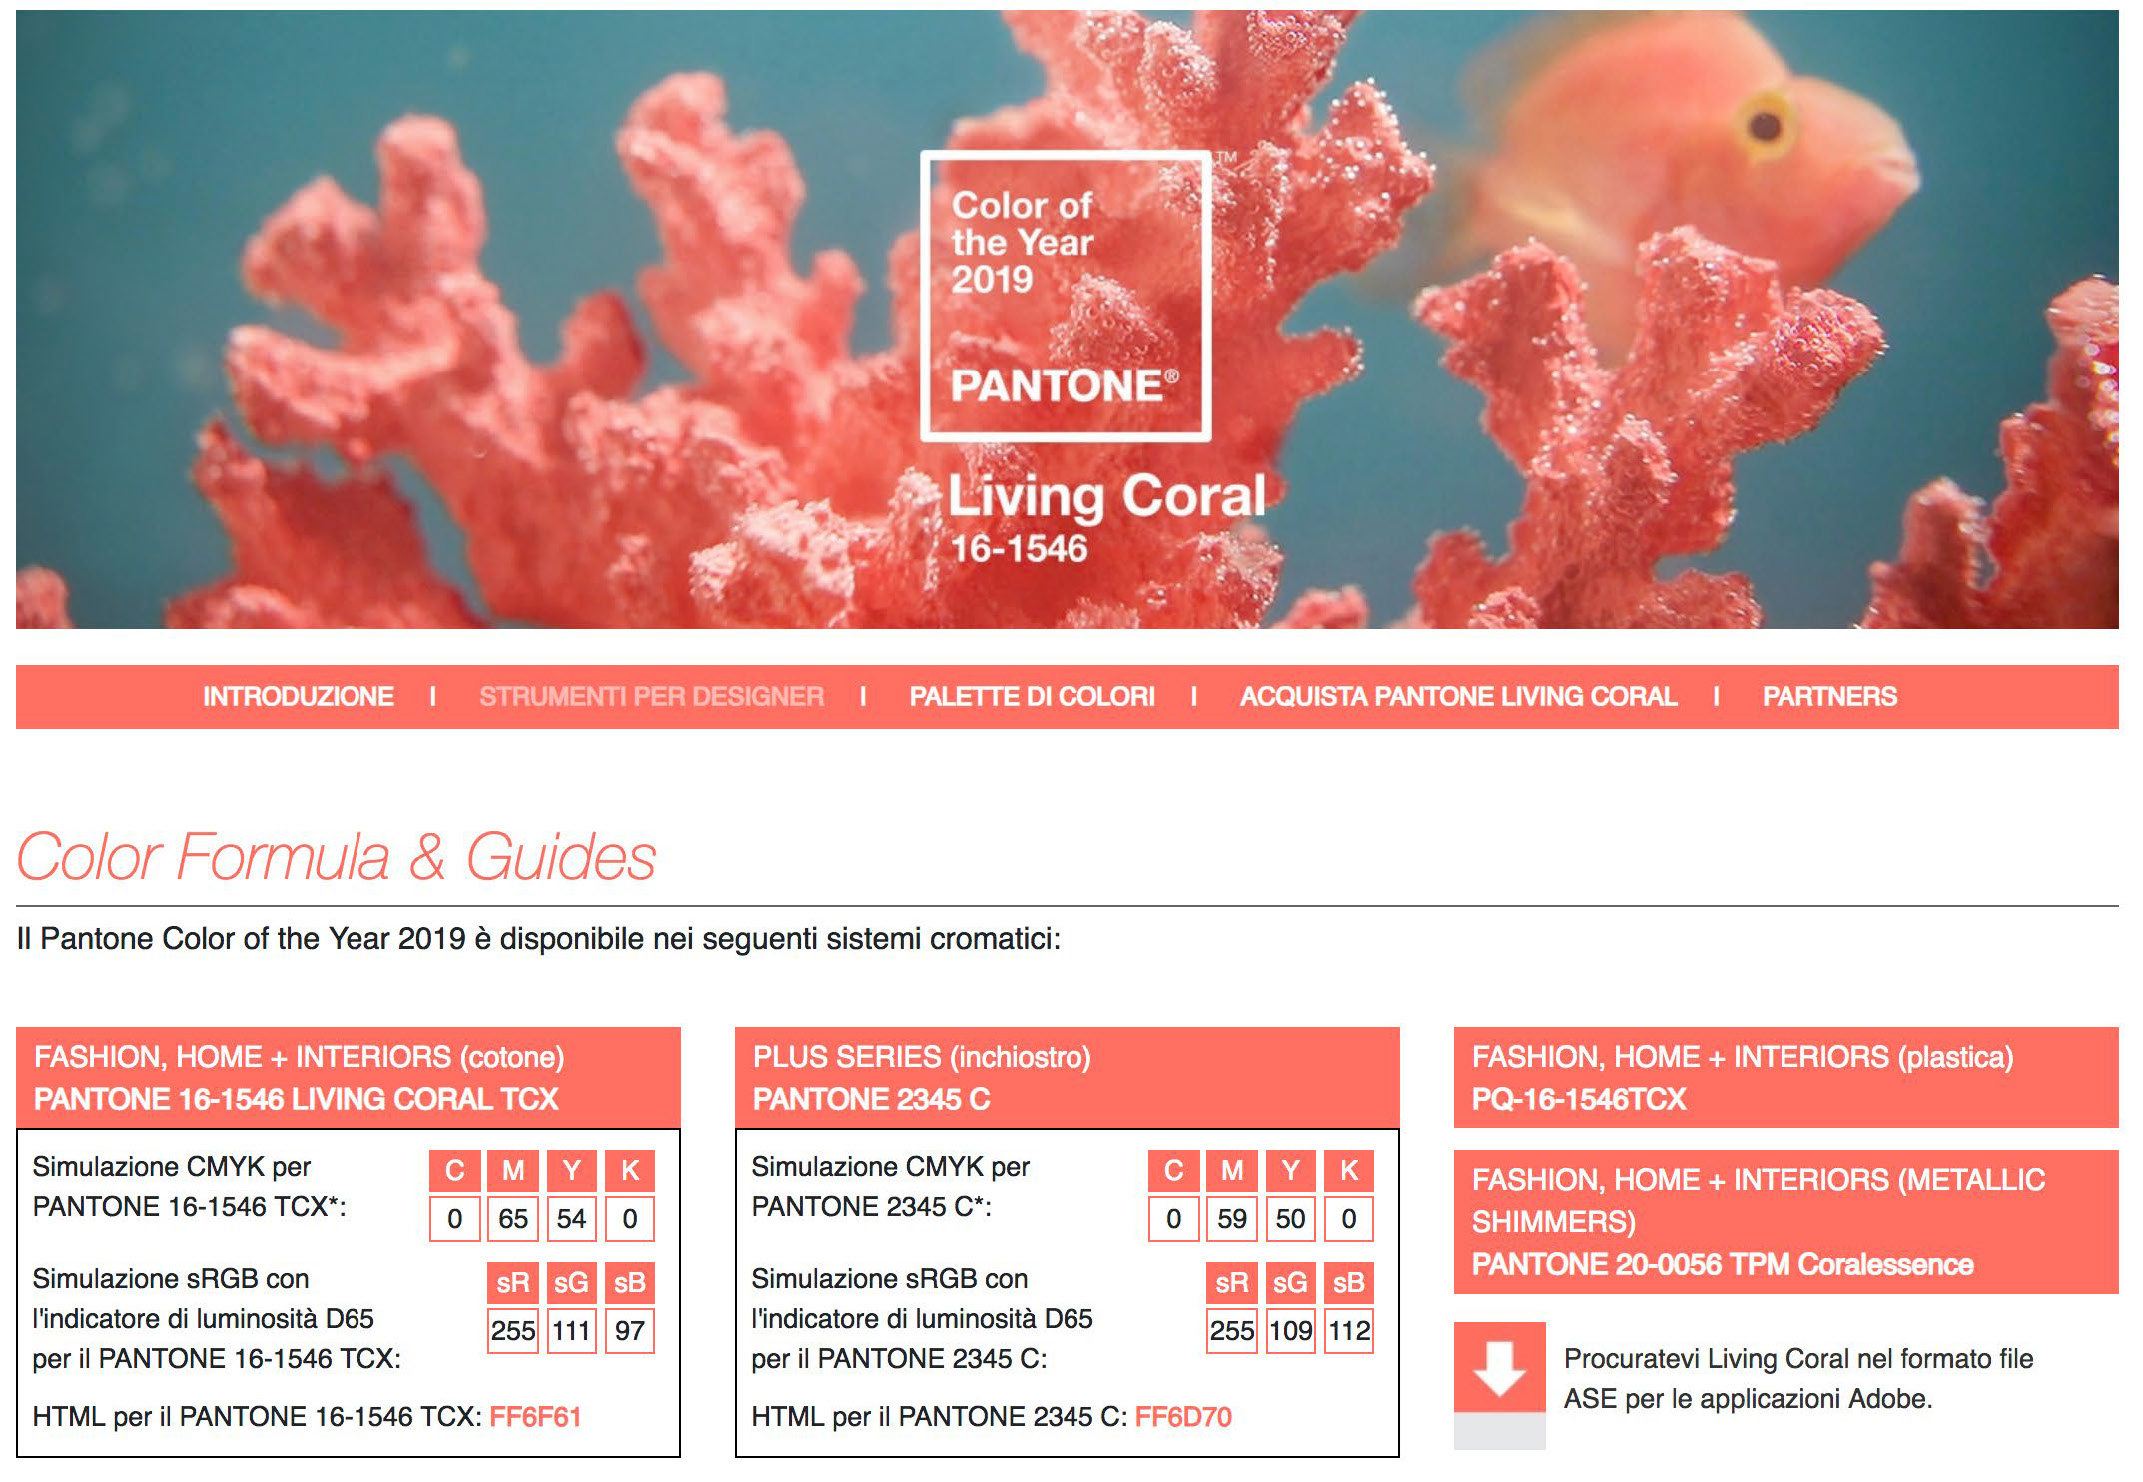 Color of
the Year
2019
PANTONE®
™
Living Coral
16-1546
INTRODUZIONE | STRUMENTI PER DESIGNER | PALETTE DI COLORI | ACQUISTA PANTONE LIVING CORAL | PARTNERS
Color Formula & Guides
Il Pantone Color of the Year 2019 è disponibile nei seguenti sistemi cromatici:
FASHION, HOME + INTERIORS (cotone)
PANTONE 16-1546 LIVING CORAL TCX
Simulazione CMYK per
PANTONE 16-1546 TCX*:
C M Y K
0 65 54 0
Simulazione sRGB con
l'indicatore di luminosità D65
per il PANTONE 16-1546 TCX:
sR sG sB
255 111 97
HTML per il PANTONE 16-1546 TCX: FF6F61
PLUS SERIES (inchiostro)
PANTONE 2345 C
Simulazione CMYK per
PANTONE 2345 C*:
C M Y K
0 59 50 0
Simulazione sRGB con
l'indicatore di luminosità D65
per il PANTONE 2345 C:
sR sG sB
255 109 112
HTML per il PANTONE 2345 C: FF6D70
FASHION, HOME + INTERIORS (plastica)
PQ-16-1546TCX
FASHION, HOME + INTERIORS (METALLIC
SHIMMERS)
PANTONE 20-0056 TPM Coralessence
Procuratevi Living Coral nel formato file
ASE per le applicazioni Adobe.